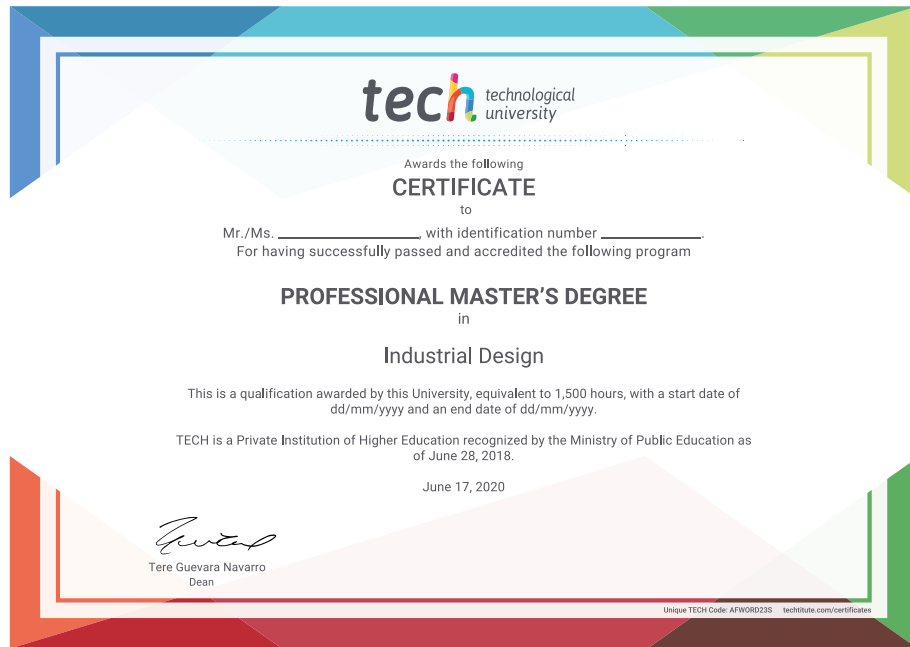 tech technological
university
Awards the following
CERTIFICATE
to
Mr./Ms. ____________________, with identification number ______________.
For having successfully passed and accredited the following program
PROFESSIONAL MASTER'S DEGREE
in
Industrial Design
This is a qualification awarded by this University, equivalent to 1,500 hours, with a start date of
dd/mm/yyyy and an end date of dd/mm/yyyy.
TECH is a Private Institution of Higher Education recognized by the Ministry of Public Education as
of June 28, 2018.
June 17, 2020
Tere Guevara Navarro
Dean
Unique TECH Code: AFWORD23S techtitute.com/certificates